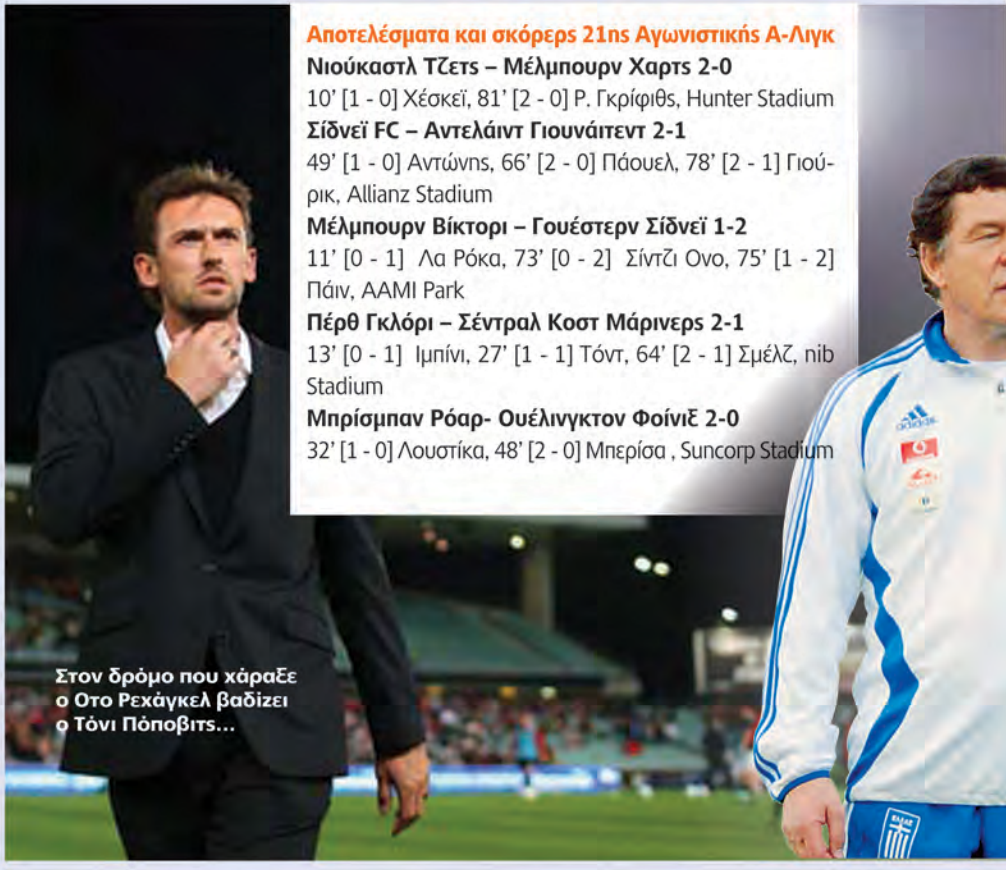 Αποτελέσματα και σκόρερς 21ης Αγωνιστικής Α-Λιγκ
Νιούκαστλ Τζετς – Μέλμπουρν Χαρτς 2-0
10’ [1 - 0] Χέσκεϊ, 81’ [2 - 0] Ρ. Γκρίφιθς, Hunter Stadium
Σίδνεϊ FC – Αντελάιντ Γιουνάιτεντ 2-1
49’ [1 - 0] Αντώνης, 66’ [2 - 0] Πάουελ, 78’ [2 - 1] Γιού-
ρικ, Allianz Stadium
Μέλμπουρν Βίκτορι – Γουέστερν Σίδνεϊ 1-2
11’ [0 - 1] Λα Ρόκα, 73’ [0 - 2] Σίντζι Ονο, 75’ [1 - 2]
Πάιν, AAMI Park
Πέρθ Γκλόρι – Σέντραλ Κοστ Μάρινερς 2-1
13’ [0 - 1] Ιμπίνι, 27’ [1 - 1] Τόντ, 64’ [2 - 1] Σμέλζ, nib
Stadium
Μπρίσμπαν Ρόαρ- Ουέλινγκτον Φοίνιξ 2-0
32’ [1 - 0] Λουστίκα, 48’ [2 - 0] Μπερίσα , Suncorp Stadium
adidas
Στον δρόμο που χάραξε
ο Οτο Ρεχάγκελ βαδίζει
ο Τόνι Πόποβιτς...
ΕΛΛΑΣ